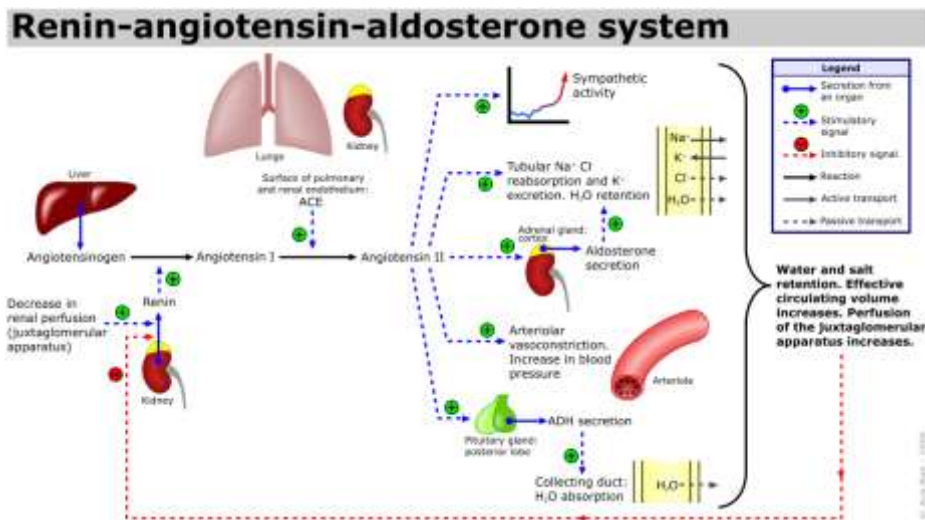 Renin-angiotensin-aldosterone system
Lungs
Kidney
Surface of pulmonary
and renal endothelium:
ACE
Liver
Angiotensinogen
Angiotensin I
Angiotensin II
Decrease in
renal perfusion
(juxtaglomerular
apparatus)
Renin
Kidney
Sympathetic
activity
Tubular Na⁺ Cl⁻
reabsorption and K⁺
excretion. H₂O retention
Adrenal gland:
cortex
Aldosterone
secretion
Arteriolar
vasoconstriction.
Increase in blood
pressure
Arteriole
Pituitary gland:
posterior lobe
ADH secretion
Collecting duct:
H₂O absorption
H₂O
Na⁺
K⁺
Cl⁻
H₂O
Legend
Secretion from
an organ
Stimulatory
signal
Inhibitory signal
Reaction
Active transport
Passive transport
Water and salt
retention. Effective
circulating volume
increases. Perfusion
of the juxtaglomerular
apparatus increases.